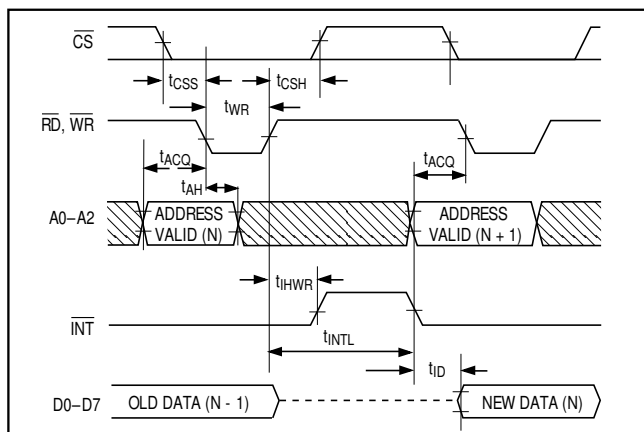 CS
tCSS
tCSH
tWR
RD, WR
tACQ
tACQ
tAH
A0–A2
ADDRESS
VALID (N)
ADDRESS
VALID (N + 1)
tIHWR
INT
tINTL
tID
D0–D7
OLD DATA (N - 1)
NEW DATA (N)